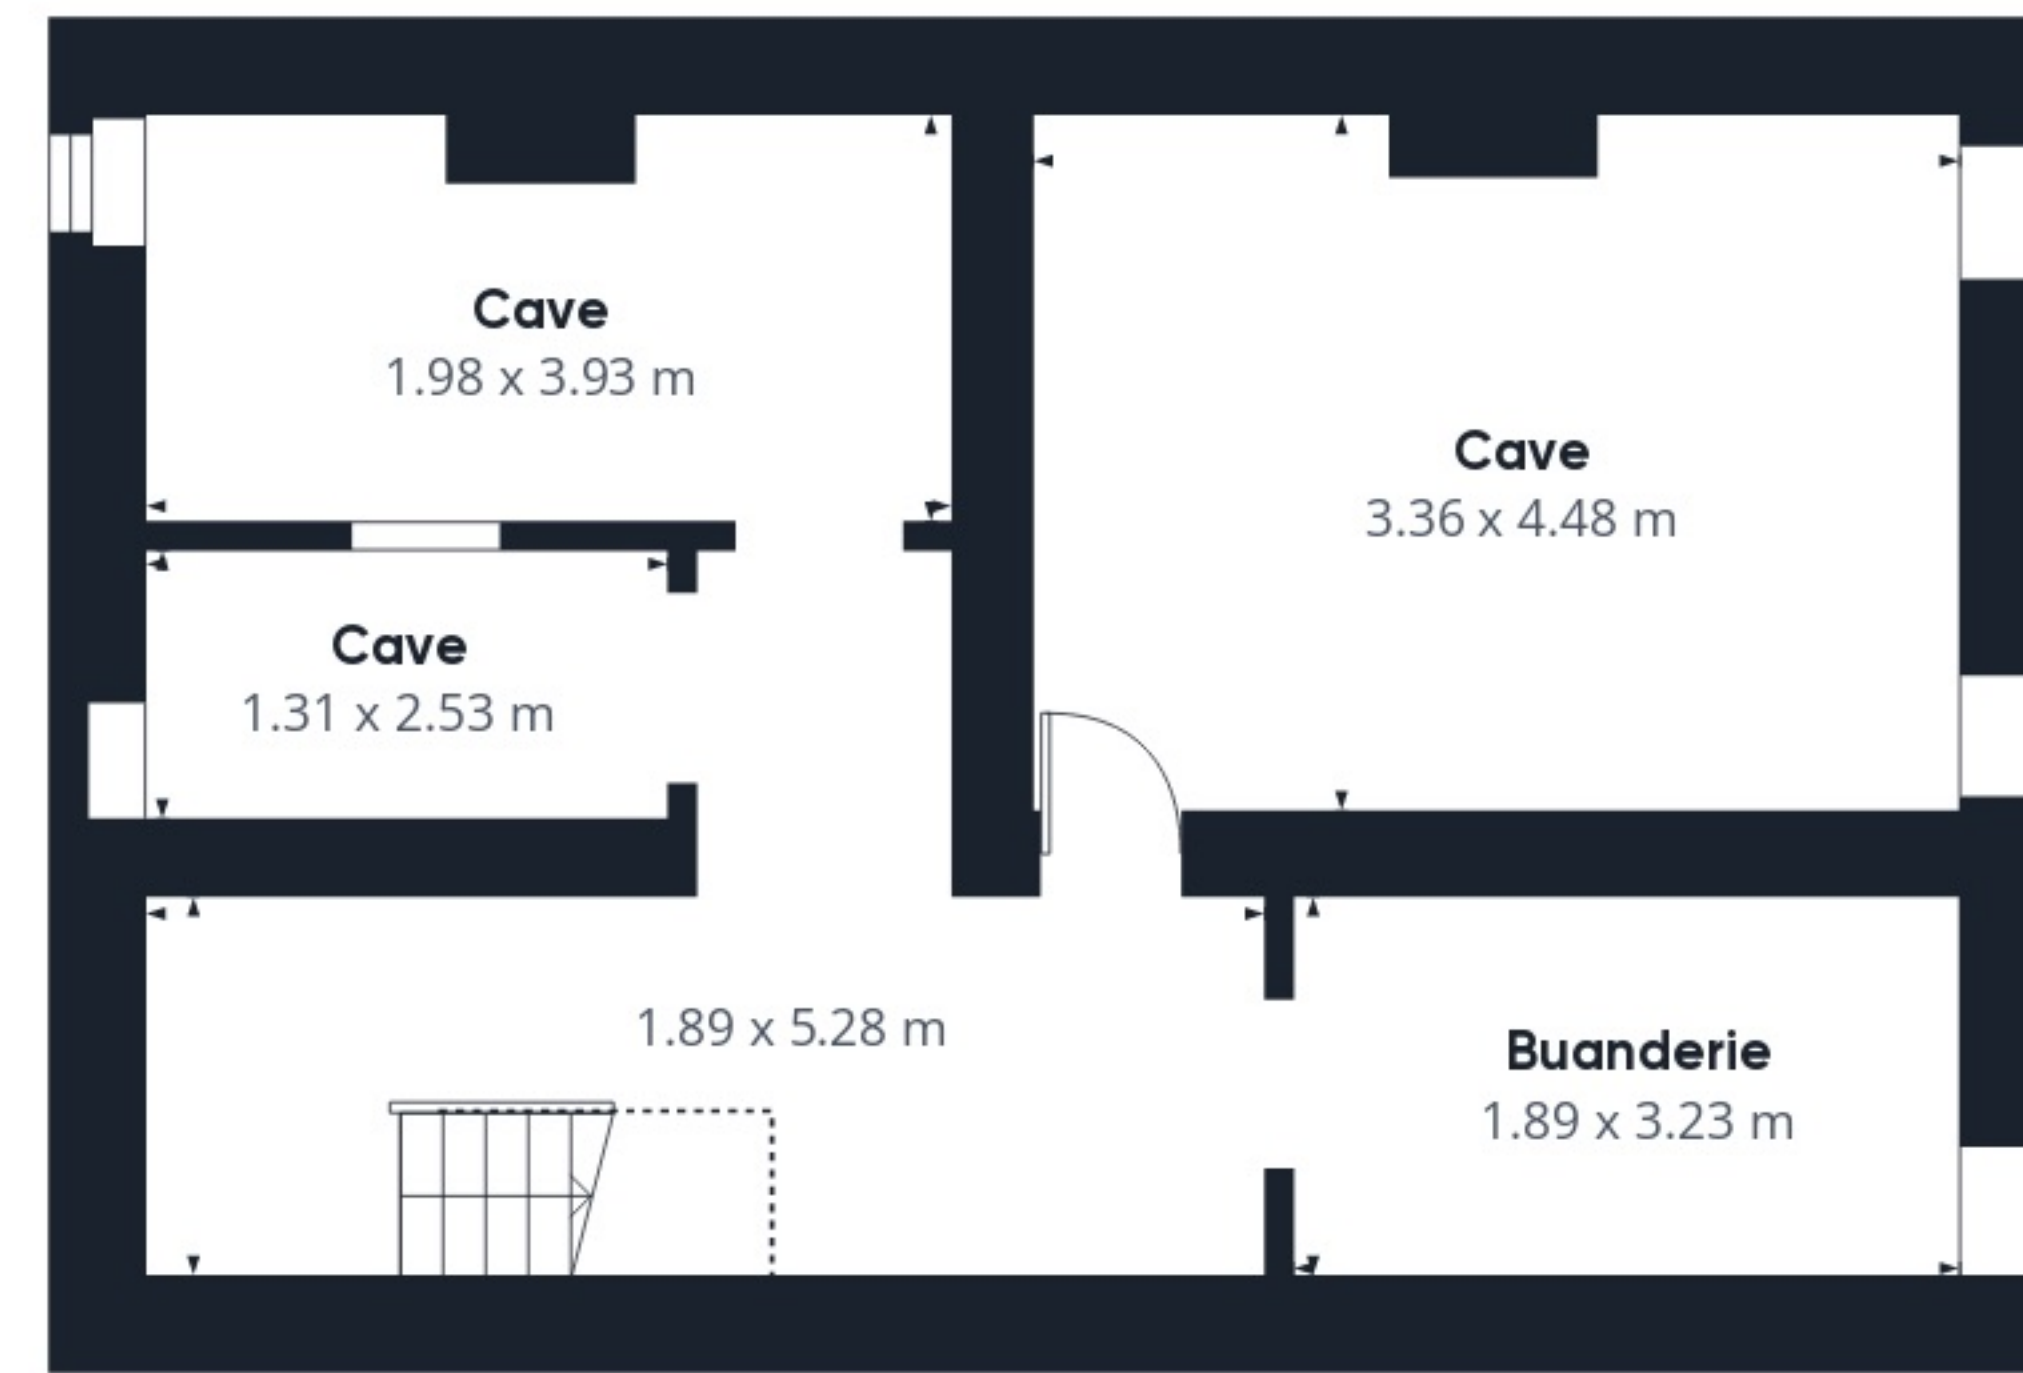 Cave
1.98 x 3.93 m
Cave
3.36 x 4.48 m
Cave
1.31 x 2.53 m
1.89 x 5.28 m
Buanderie
1.89 x 3.23 m